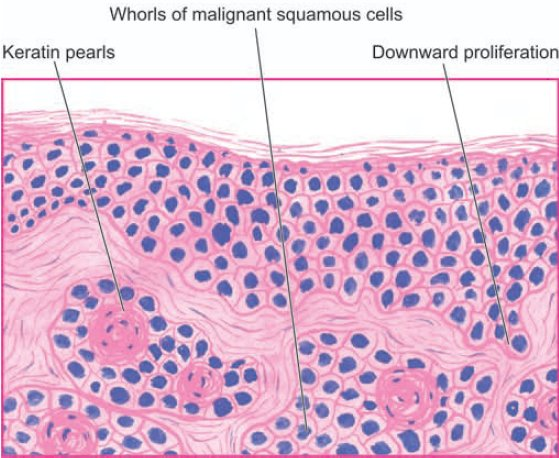 Whorls of malignant squamous cells
Keratin pearls
Downward proliferation